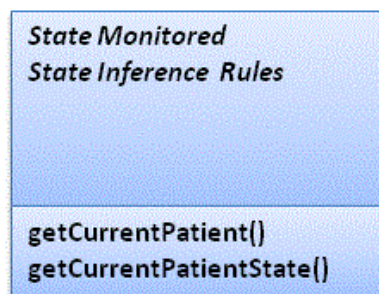 State Monitored
State Inference Rules
getCurrentPatient()
getCurrentPatientState()